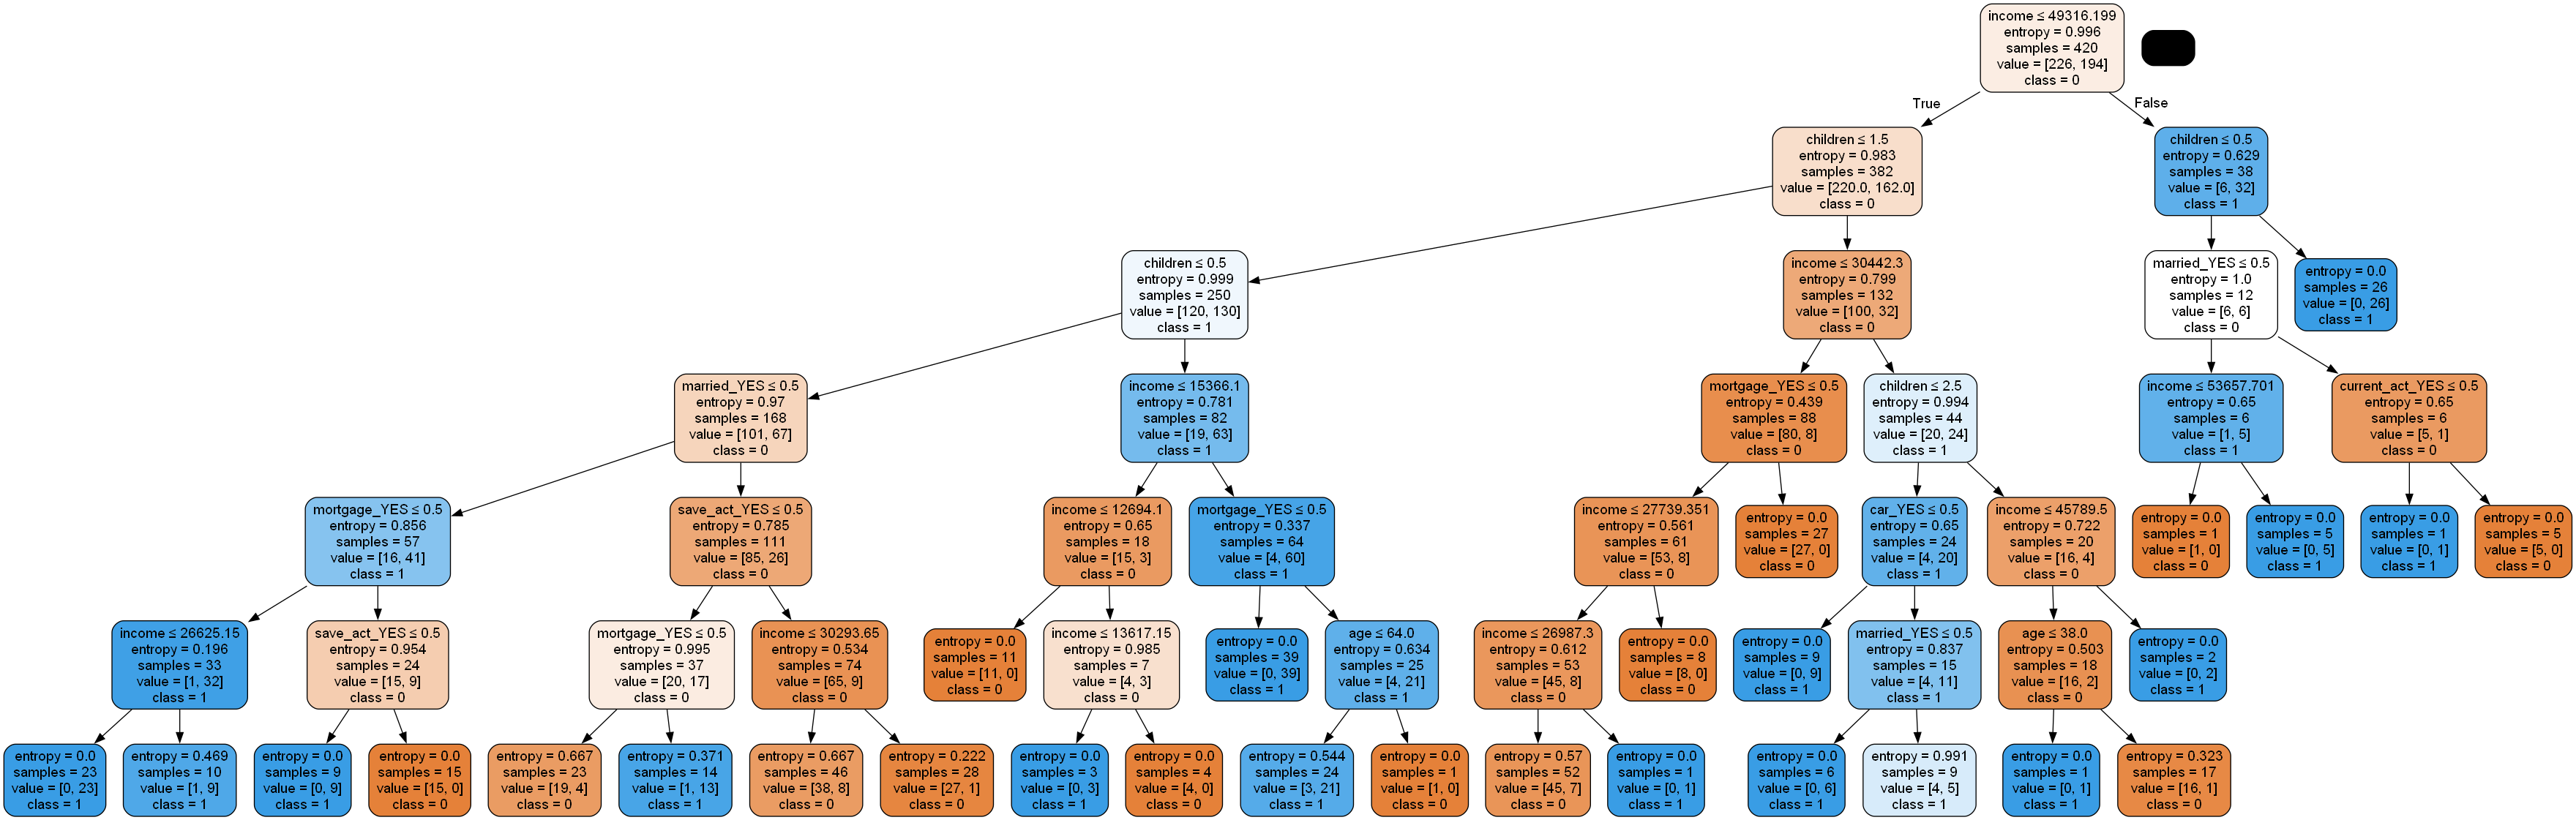 income ≤ 49316.199
entropy = 0.996
samples = 420
value = [226, 194]
class = 0
True
False
children ≤ 1.5
entropy = 0.983
samples = 382
value = [220.0, 162.0]
class = 0
children ≤ 0.5
entropy = 0.629
samples = 38
value = [6, 32]
class = 1
children ≤ 0.5
entropy = 0.999
samples = 250
value = [120, 130]
class = 1
income ≤ 30442.3
entropy = 0.799
samples = 132
value = [100, 32]
class = 0
married_YES ≤ 0.5
entropy = 1.0
samples = 12
value = [6, 6]
class = 0
entropy = 0.0
samples = 26
value = [0, 26]
class = 1
married_YES ≤ 0.5
entropy = 0.97
samples = 168
value = [101, 67]
class = 0
income ≤ 15366.1
entropy = 0.781
samples = 82
value = [19, 63]
class = 1
mortgage_YES ≤ 0.5
entropy = 0.439
samples = 88
value = [80, 8]
class = 0
children ≤ 2.5
entropy = 0.994
samples = 44
value = [20, 24]
class = 1
income ≤ 53657.701
entropy = 0.65
samples = 6
value = [1, 5]
class = 1
current_act_YES ≤ 0.5
entropy = 0.65
samples = 6
value = [5, 1]
class = 0
mortgage_YES ≤ 0.5
entropy = 0.856
samples = 57
value = [16, 41]
class = 1
save_act_YES ≤ 0.5
entropy = 0.785
samples = 111
value = [85, 26]
class = 0
income ≤ 12694.1
entropy = 0.65
samples = 18
value = [15, 3]
class = 0
mortgage_YES ≤ 0.5
entropy = 0.337
samples = 64
value = [4, 60]
class = 1
income ≤ 27739.351
entropy = 0.561
samples = 61
value = [53, 8]
class = 0
entropy = 0.0
samples = 27
value = [27, 0]
class = 0
car_YES ≤ 0.5
entropy = 0.65
samples = 24
value = [4, 20]
class = 1
income ≤ 45789.5
entropy = 0.722
samples = 20
value = [16, 4]
class = 0
entropy = 0.0
samples = 1
value = [1, 0]
class = 0
entropy = 0.0
samples = 5
value = [0, 5]
class = 1
entropy = 0.0
samples = 1
value = [0, 1]
class = 1
entropy = 0.0
samples = 5
value = [5, 0]
class = 0
income ≤ 26625.15
entropy = 0.196
samples = 33
value = [1, 32]
class = 1
save_act_YES ≤ 0.5
entropy = 0.954
samples = 24
value = [15, 9]
class = 0
mortgage_YES ≤ 0.5
entropy = 0.995
samples = 37
value = [20, 17]
class = 0
income ≤ 30293.65
entropy = 0.534
samples = 74
value = [65, 9]
class = 0
entropy = 0.0
samples = 11
value = [11, 0]
class = 0
income ≤ 13617.15
entropy = 0.985
samples = 7
value = [4, 3]
class = 0
entropy = 0.0
samples = 39
value = [0, 39]
class = 1
age ≤ 64.0
entropy = 0.634
samples = 25
value = [4, 21]
class = 1
income ≤ 26987.3
entropy = 0.612
samples = 53
value = [45, 8]
class = 0
entropy = 0.0
samples = 8
value = [8, 0]
class = 0
entropy = 0.0
samples = 9
value = [0, 9]
class = 1
married_YES ≤ 0.5
entropy = 0.837
samples = 15
value = [4, 11]
class = 1
age ≤ 38.0
entropy = 0.503
samples = 18
value = [16, 2]
class = 0
entropy = 0.0
samples = 2
value = [0, 2]
class = 1
entropy = 0.0
samples = 23
value = [0, 23]
class = 1
entropy = 0.469
samples = 10
value = [1, 9]
class = 1
entropy = 0.0
samples = 9
value = [0, 9]
class = 1
entropy = 0.0
samples = 15
value = [15, 0]
class = 0
entropy = 0.667
samples = 23
value = [19, 4]
class = 0
entropy = 0.371
samples = 14
value = [1, 13]
class = 1
entropy = 0.667
samples = 46
value = [38, 8]
class = 0
entropy = 0.222
samples = 28
value = [27, 1]
class = 0
entropy = 0.0
samples = 3
value = [0, 3]
class = 1
entropy = 0.0
samples = 4
value = [4, 0]
class = 0
entropy = 0.544
samples = 24
value = [3, 21]
class = 1
entropy = 0.0
samples = 1
value = [1, 0]
class = 0
entropy = 0.57
samples = 52
value = [45, 7]
class = 0
entropy = 0.0
samples = 1
value = [0, 1]
class = 1
entropy = 0.0
samples = 6
value = [0, 6]
class = 1
entropy = 0.991
samples = 9
value = [4, 5]
class = 1
entropy = 0.0
samples = 1
value = [0, 1]
class = 1
entropy = 0.323
samples = 17
value = [16, 1]
class = 0